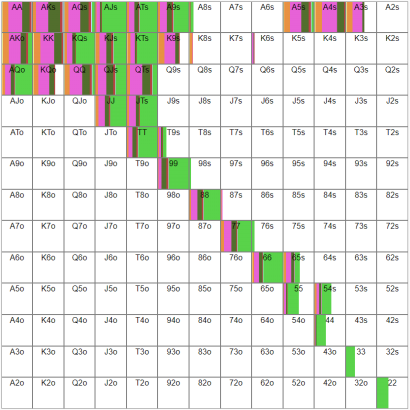 AA AKs AQs AJs ATs A9s A8s A7s A6s A5s A4s A3s A2s
AKo KK KQs KJs KTs K9s K8s K7s K6s K5s K4s K3s K2s
AQo KQo QQ QJs QTs Q9s Q8s Q7s Q6s Q5s Q4s Q3s Q2s
AJo KJo QJo JJ JTs J9s J8s J7s J6s J5s J4s J3s J2s
ATo KTo QTo JTo TT T9s T8s T7s T6s T5s T4s T3s T2s
A9o K9o Q9o J9o T9o 99 98s 97s 96s 95s 94s 93s 92s
A8o K8o Q8o J8o T8o 98o 88 87s 86s 85s 84s 83s 82s
A7o K7o Q7o J7o T7o 97o 87o 77 76s 75s 74s 73s 72s
A6o K6o Q6o J6o T6o 96o 86o 76o 66 65s 64s 63s 62s
A5o K5o Q5o J5o T5o 95o 85o 75o 65o 55 54s 53s 52s
A4o K4o Q4o J4o T4o 94o 84o 74o 64o 54o 44 43s 42s
A3o K3o Q3o J3o T3o 93o 83o 73o 63o 53o 43o 33 32s
A2o K2o Q2o J2o T2o 92o 82o 72o 62o 52o 42o 32o 22